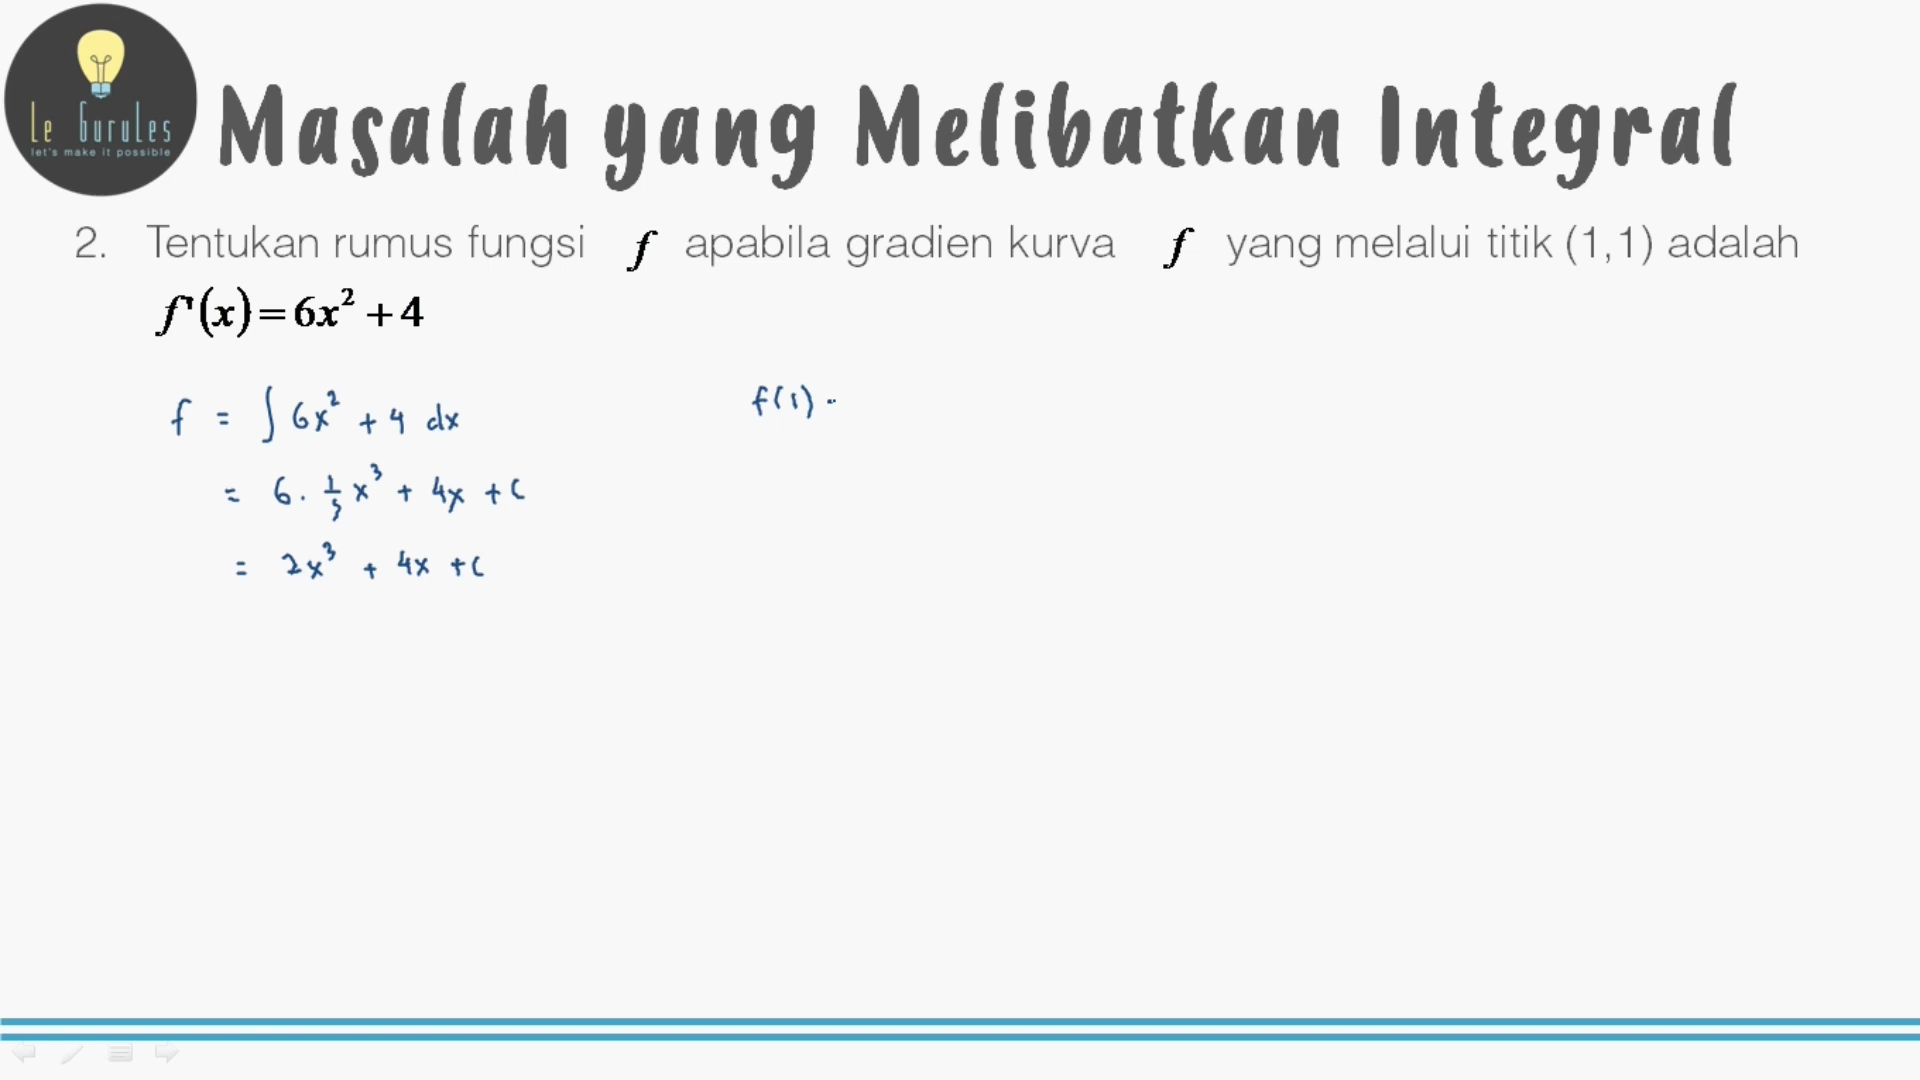 Le Gurules
let's make it possible
Masalah yang Melibatkan Integral
2. Tentukan rumus fungsi f apabila gradien kurva f yang melalui titik (1,1) adalah
f'(x) = 6x² + 4
f = ∫ 6x² + 4 dx
f(1) =
= 6 . 1/3 x³ + 4x + C
= 2x³ + 4x + C